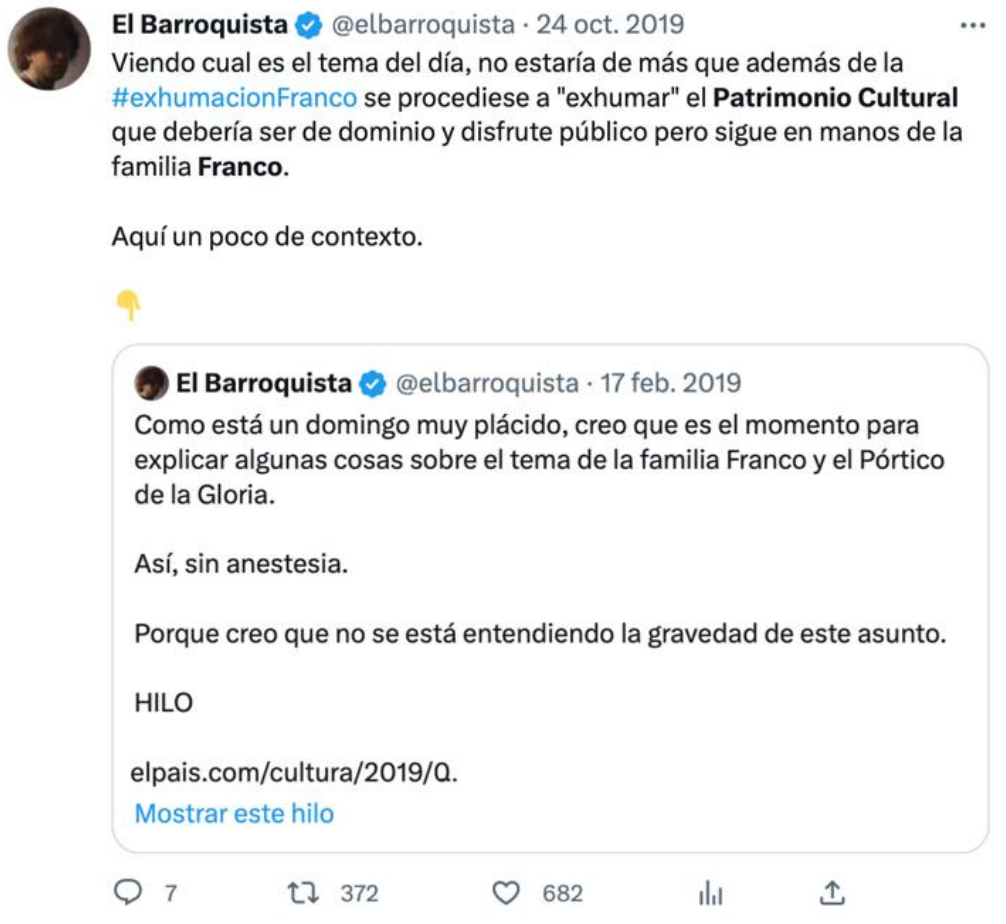 El Barroquista @elbarroquista · 24 oct. 2019
Viendo cual es el tema del día, no estaría de más que además de la
#exhumacionFranco se procediese a "exhumar" el Patrimonio Cultural
que debería ser de dominio y disfrute público pero sigue en manos de la
familia Franco.
Aquí un poco de contexto.
👇
El Barroquista @elbarroquista · 17 feb. 2019
Como está un domingo muy plácido, creo que es el momento para
explicar algunas cosas sobre el tema de la familia Franco y el Pórtico
de la Gloria.
Así, sin anestesia.
Porque creo que no se está entendiendo la gravedad de este asunto.
HILO
elpais.com/cultura/2019/Q.
Mostrar este hilo
7 372 682